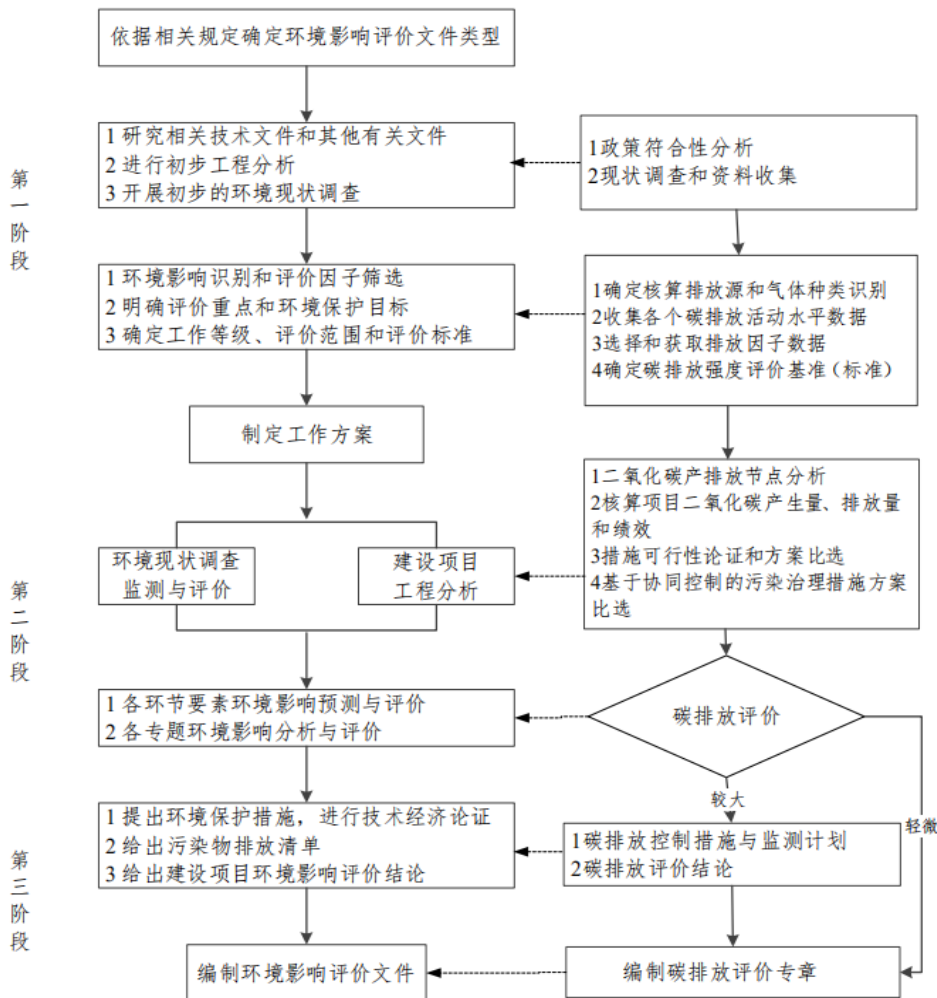 依据相关规定确定环境影响评价文件类型
1 研究相关技术文件和其他有关文件
2 进行初步工程分析
3 开展初步的环境现状调查
1政策符合性分析
2现状调查和资料收集
第
一
阶
段
1 环境影响识别和评价因子筛选
2 明确评价重点和环境保护目标
3 确定工作等级、评价范围和评价标准
1确定核算排放源和气体种类识别
2收集各个碳排放活动水平数据
3选择和获取排放因子数据
4确定碳排放强度评价基准(标准)
制定工作方案
1二氧化碳产排放节点分析
2核算项目二氧化碳产生量、排放量
和绩效
3措施可行性论证和方案比选
4基于协同控制的污染治理措施方案
比选
环境现状调查
监测与评价
建设项目
工程分析
第
二
阶
段
1 各环节要素环境影响预测与评价
2 各专题环境影响分析与评价
碳排放评价
较大
轻微
1 提出环境保护措施，进行技术经济论证
2 给出污染物排放清单
3 给出建设项目环境影响评价结论
1碳排放控制措施与监测计划
2碳排放评价结论
第
三
阶
段
编制环境影响评价文件
编制碳排放评价专章